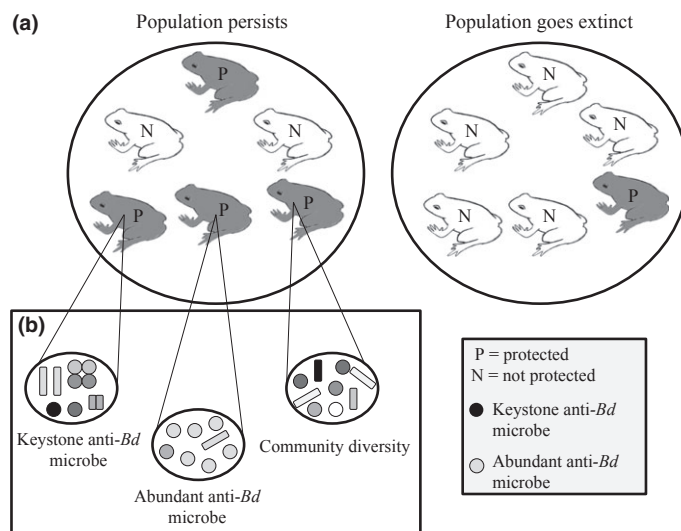 (a)
Population persists
Population goes extinct
P
N
N
P
P
P
N
N
N
P
N
N
(b)
Keystone anti-Bd
microbe
Abundant anti-Bd
microbe
Community diversity
P = protected
N = not protected
Keystone anti-Bd
microbe
Abundant anti-Bd
microbe